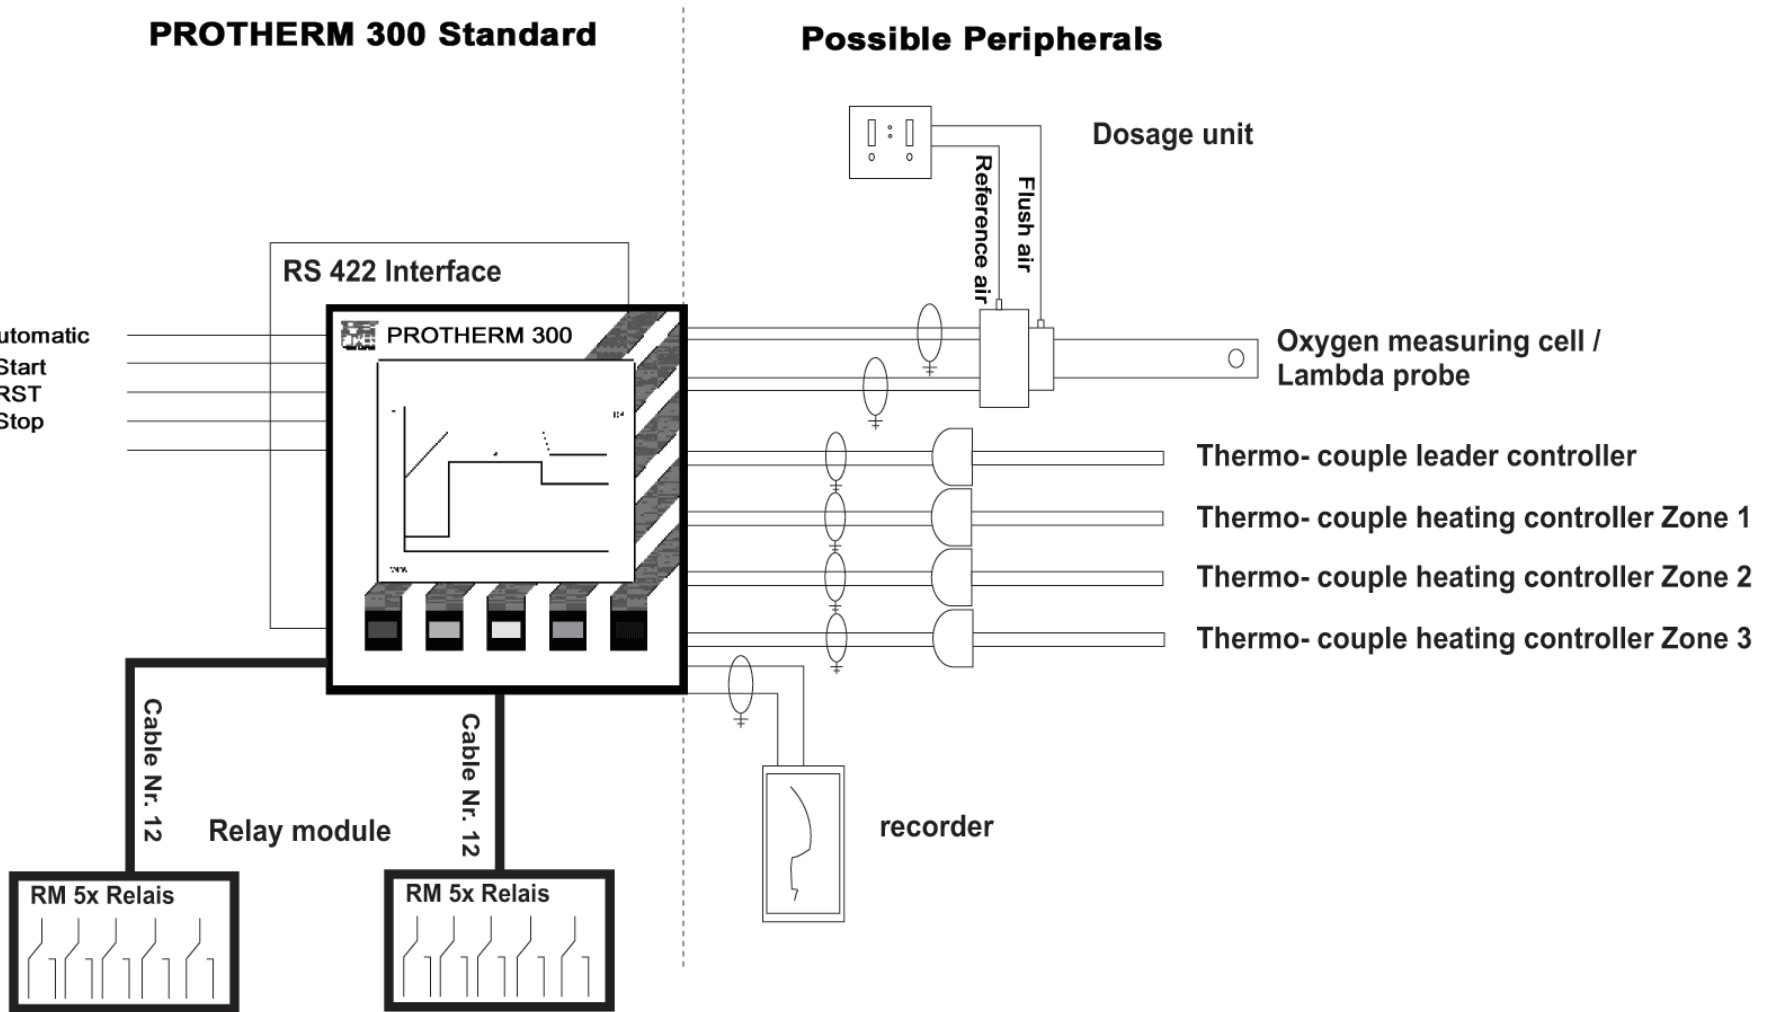 PROTHERM 300 Standard
Possible Peripherals
Dosage unit
Reference air
Flush air
RS 422 Interface
PROTHERM 300
utomatic
Start
RST
Stop
Oxygen measuring cell /
Lambda probe
Thermo- couple leader controller
Thermo- couple heating controller Zone 1
Thermo- couple heating controller Zone 2
Thermo- couple heating controller Zone 3
Cable Nr. 12
Cable Nr. 12
Relay module
recorder
RM 5x Relais
RM 5x Relais